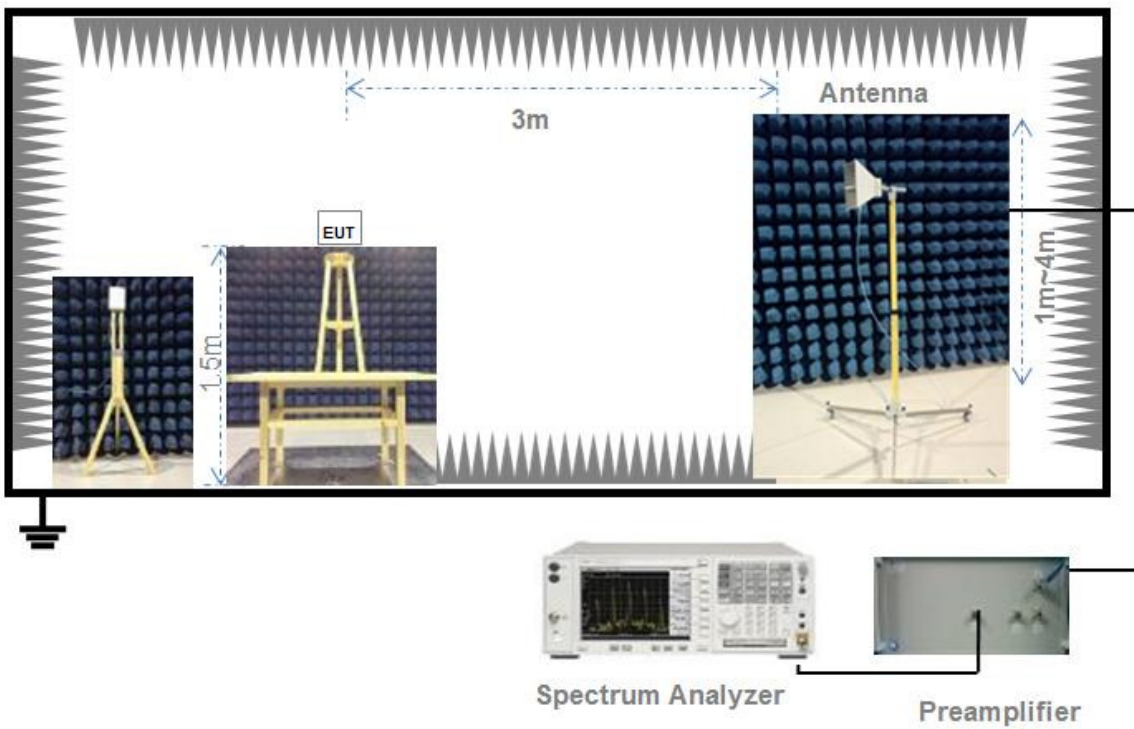 Antenna
3m
EUT
1.5m
1m~4m
Spectrum Analyzer
Preamplifier